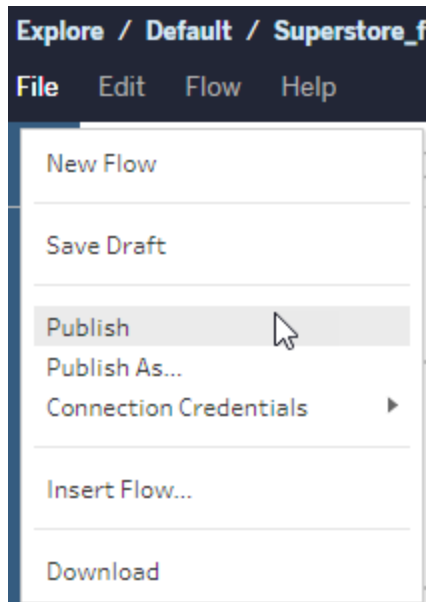 Explore / Default / Superstore_f
File Edit Flow Help
New Flow
Save Draft
Publish
Publish As...
Connection Credentials
Insert Flow...
Download